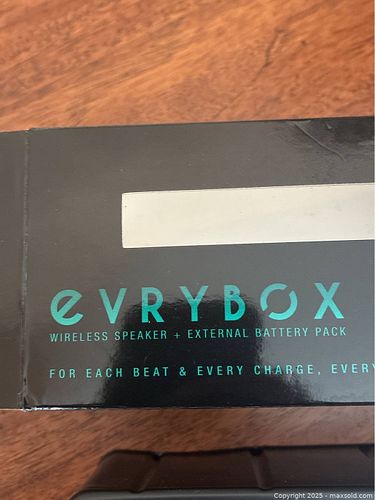 eVRYBOX
WIRELESS SPEAKER + EXTERNAL BATTERY PACK
FOR EACH BEAT & EVERY CHARGE, EVERY
Copyright 2025 - maxsold.com